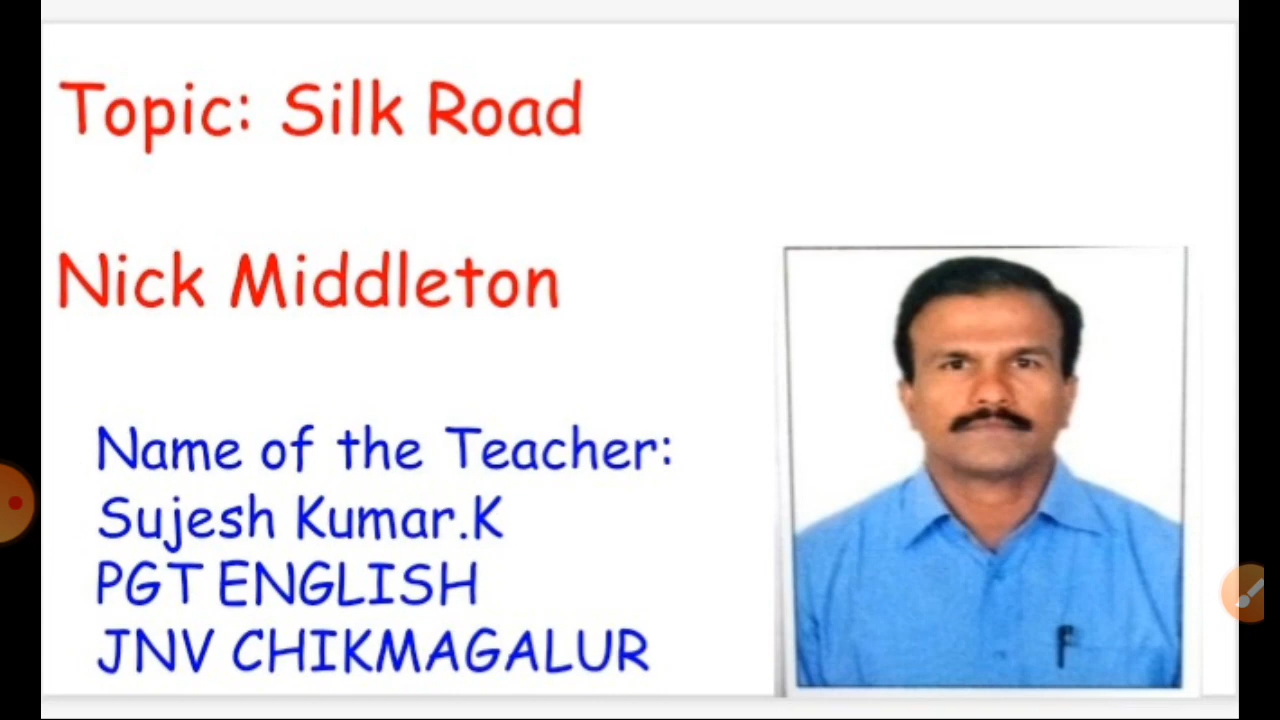 Topic: Silk Road
Nick Middleton
Name of the Teacher:
Sujesh Kumar.K
PGT ENGLISH
JNV CHIKMAGALUR